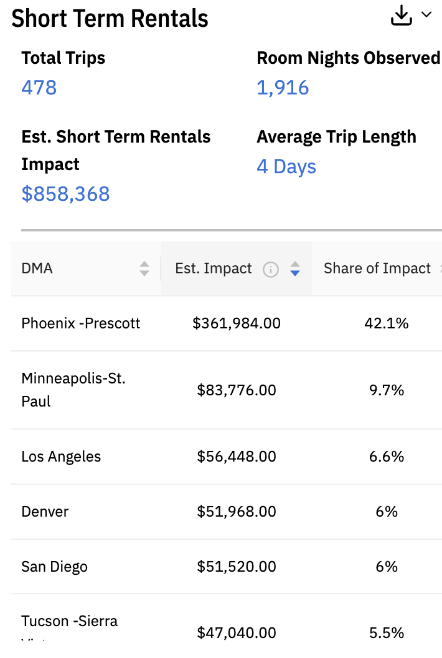 Short Term Rentals
Total Trips
Room Nights Observed
478
1,916
Est. Short Term Rentals
Impact
Average Trip Length
$858,368
4 Days
DMA
Est. Impact
Share of Impact
Phoenix -Prescott
$361,984.00
42.1%
Minneapolis-St.
Paul
$83,776.00
9.7%
Los Angeles
$56,448.00
6.6%
Denver
$51,968.00
6%
San Diego
$51,520.00
6%
Tucson -Sierra
$47,040.00
5.5%